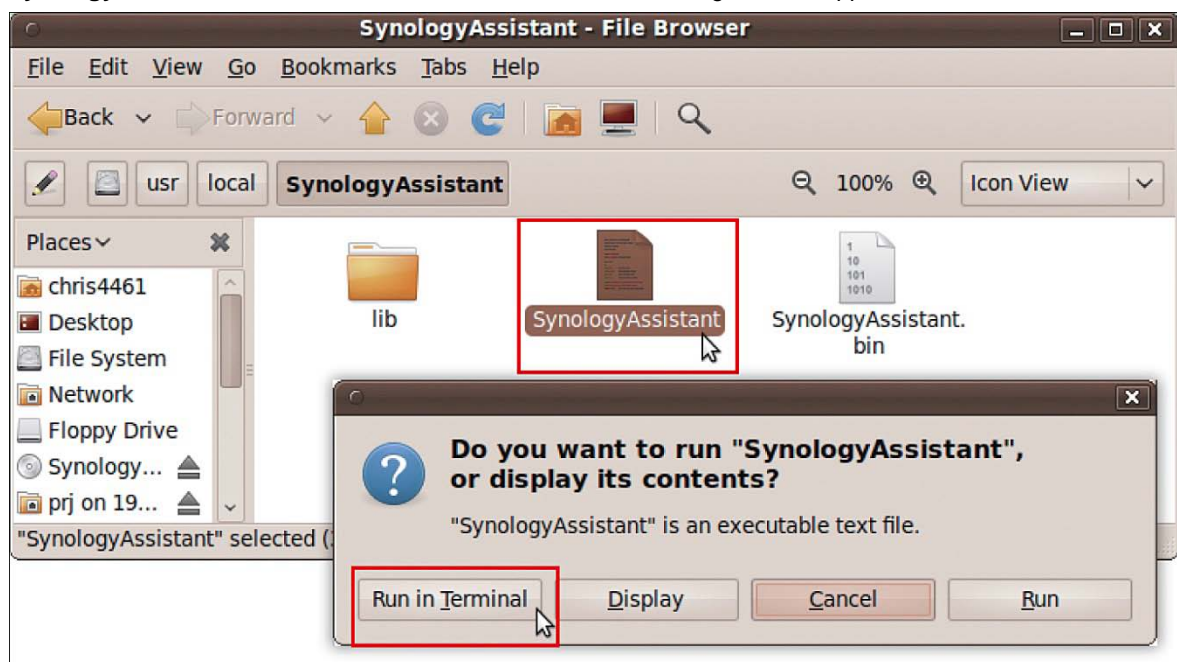 SynologyAssistant - File Browser
File Edit View Go Bookmarks Tabs Help
Back Forward
usr local SynologyAssistant 100% Icon View
Places
chris4461
Desktop
File System
Network
Floppy Drive
Synology...
prj on 19...
lib
SynologyAssistant
1
10
101
1010
SynologyAssistant.
bin
"SynologyAssistant" selected (
Do you want to run "SynologyAssistant",
or display its contents?
"SynologyAssistant" is an executable text file.
Run in Terminal Display Cancel Run